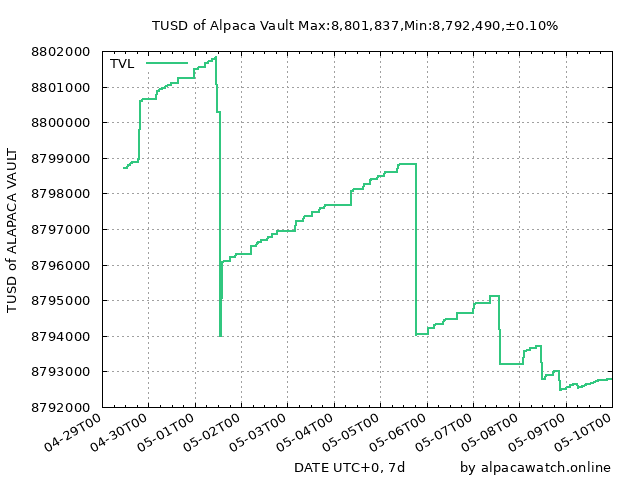 TUSD of Alpaca Vault Max:8,801,837,Min:8,792,490,±0.10%
TVL
8802000
8801000
8800000
8799000
8798000
8797000
8796000
8795000
8794000
8793000
8792000
TUSD of ALAPACA VAULT
04-29T00
04-30T00
05-01T00
05-02T00
05-03T00
05-04T00
05-05T00
05-06T00
05-07T00
05-08T00
05-09T00
05-10T00
DATE UTC+0, 7d
by alpacawatch.online